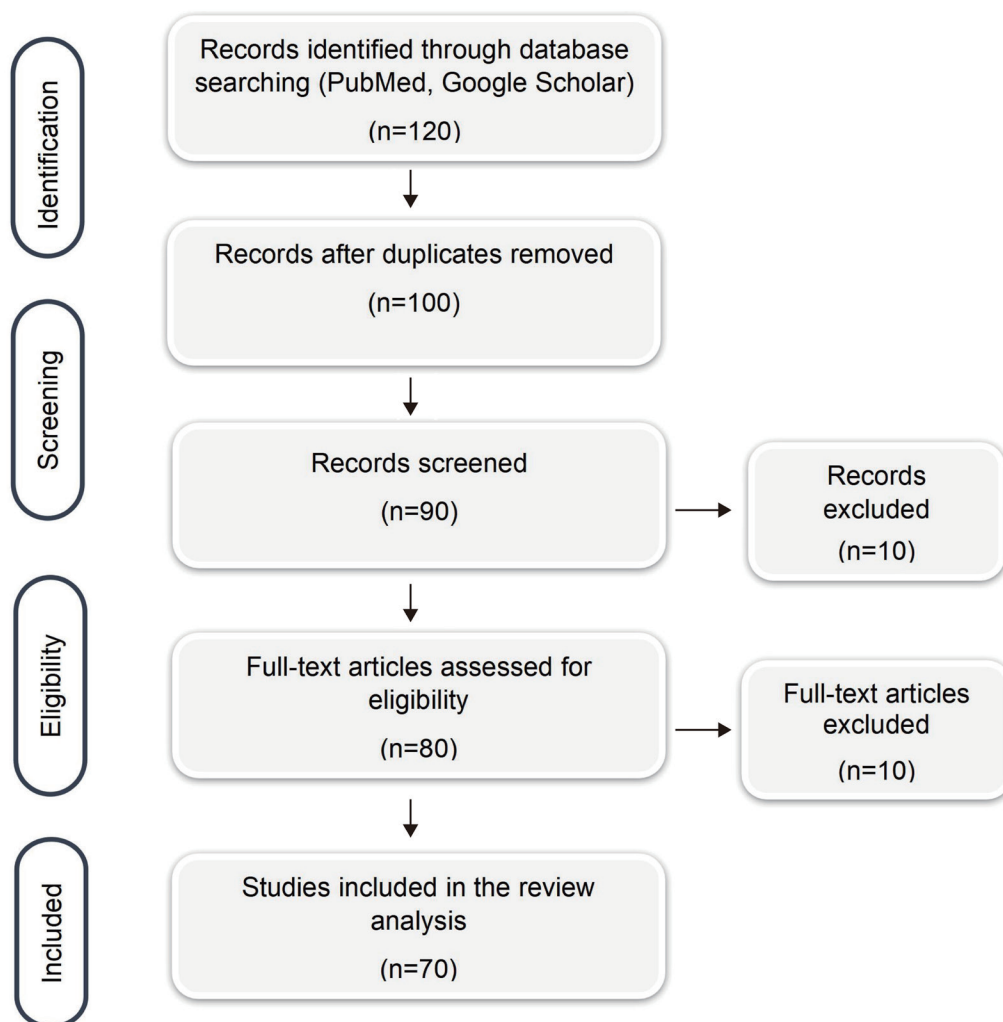 Identification
Records identified through database
searching (PubMed, Google Scholar)
(n=120)
Records after duplicates removed
(n=100)
Screening
Records screened
(n=90)
Records
excluded
(n=10)
Eligibility
Full-text articles assessed for
eligibility
(n=80)
Full-text articles
excluded
(n=10)
Included
Studies included in the review
analysis
(n=70)